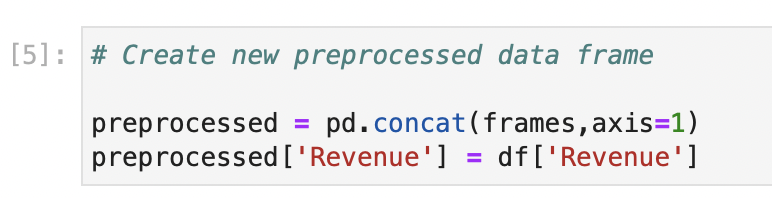 [5]:
# Create new preprocessed data frame
preprocessed = pd.concat(frames,axis=1)
preprocessed['Revenue'] = df['Revenue']